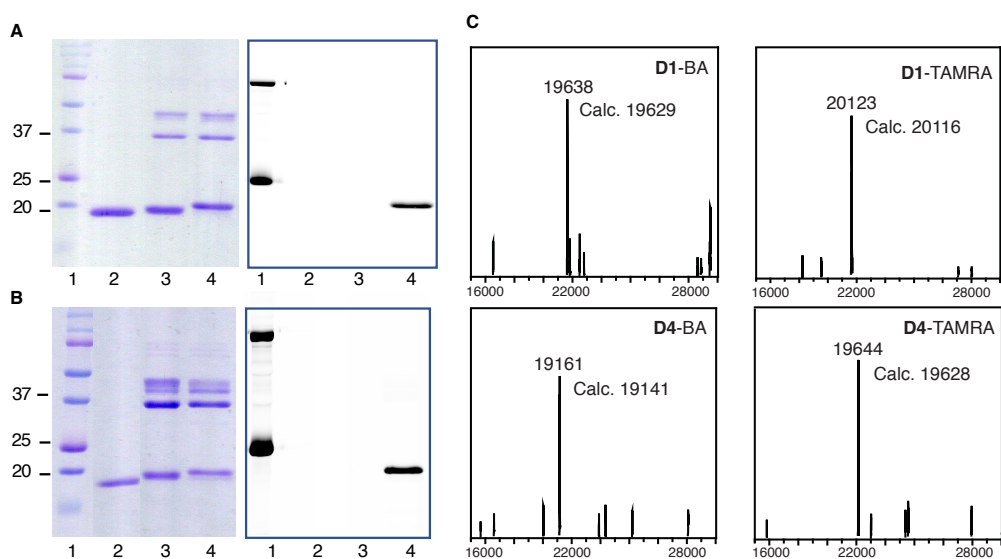 A
37
25
20
1 2 3 4
1 2 3 4
B
37
25
20
1 2 3 4
1 2 3 4
C
D1-BA
19638
Calc. 19629
16000 22000 28000
D1-TAMRA
20123
Calc. 20116
16000 22000 28000
D4-BA
19161
Calc. 19141
16000 22000 28000
D4-TAMRA
19644
Calc. 19628
16000 22000 28000